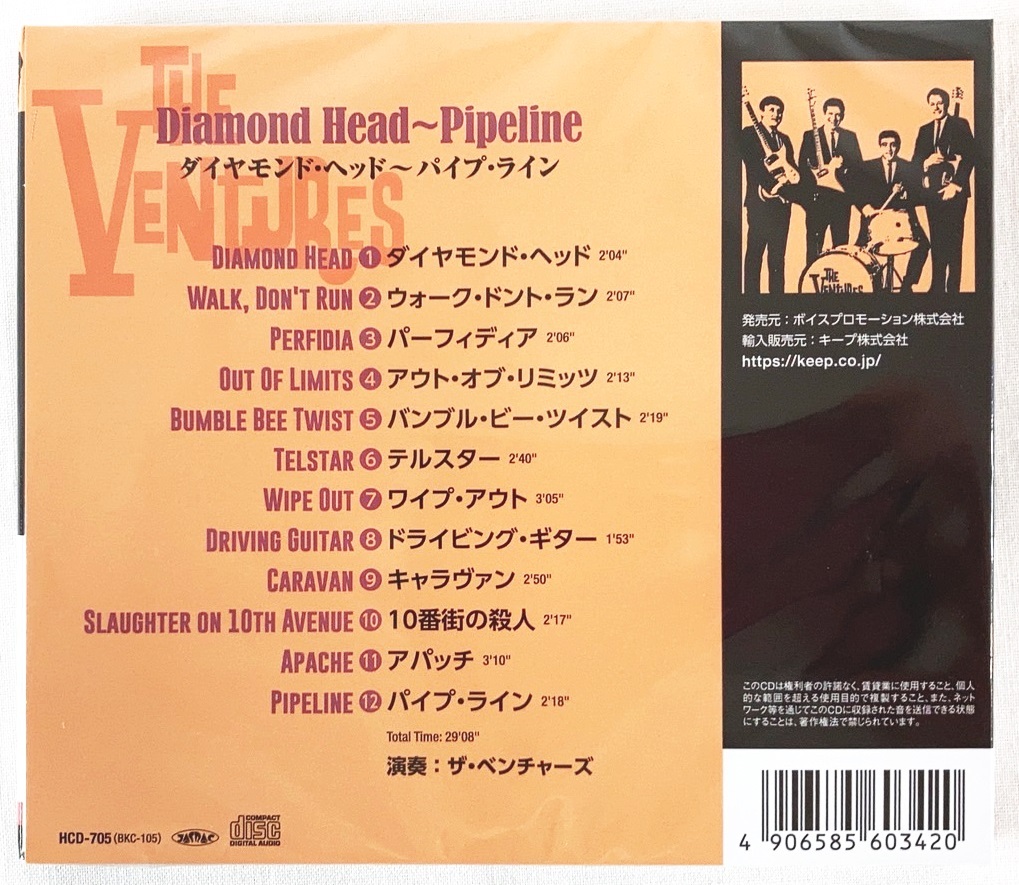 THE
VENTURES
Diamond Head~Pipeline
ダイヤモンド・ヘッド～パイプ・ライン
DIAMOND HEAD 1 ダイヤモンド・ヘッド 2'04"
WALK, DON'T RUN 2 ウォーク・ドント・ラン 2'07"
PERFIDIA 3 パーフィディア 2'06"
OUT OF LIMITS 4 アウト・オブ・リミッツ 2'13"
BUMBLE BEE TWIST 5 バンブル・ビー・ツイスト 2'19"
TELSTAR 6 テルスター 2'40"
WIPE OUT 7 ワイプ・アウト 3'05"
DRIVING GUITAR 8 ドライビング・ギター 1'53"
CARAVAN 9 キャラヴァン 2'50"
SLAUGHTER ON 10TH AVENUE 10 10番街の殺人 2'17"
APACHE 11 アパッチ 3'10"
PIPELINE 12 パイプ・ライン 2'18"
Total Time: 29'08"
演奏：ザ・ベンチャーズ
HCD-705 (BKC-105) JASRAC COMPACT disc DIGITAL AUDIO
THE
VENTURES
発売元：ボイスプロモーション株式会社
輸入販売元：キープ株式会社
https://keep.co.jp/
このCDは権利者の許諾なく、賃貸業に使用すること、個人
的な範囲を超える使用目的で複製すること、また、ネット
ワーク等を通じてこのCDに収録された音を送信できる状態
にすることは、著作権法で禁じられています。
4 906585 603420